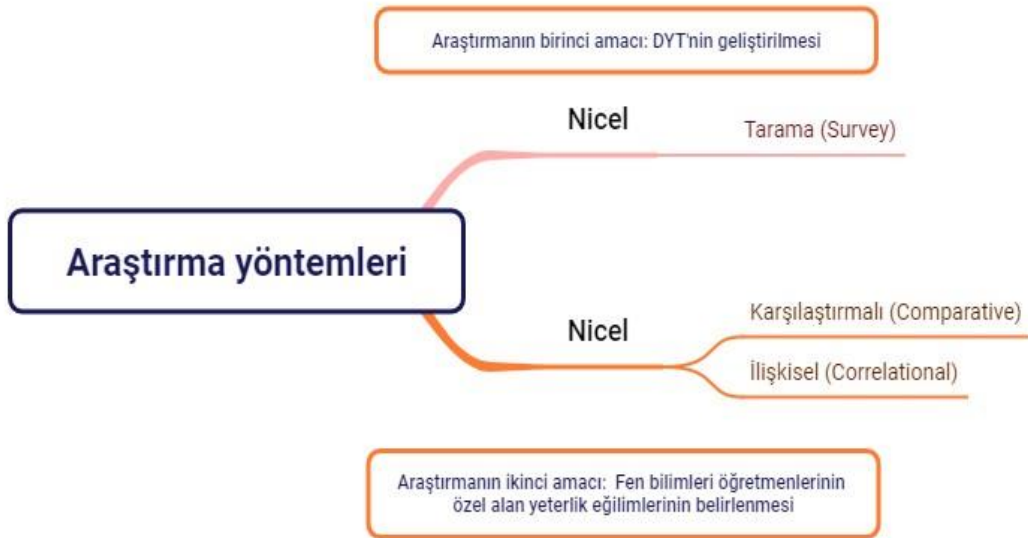 Araştırmanın birinci amacı: DYT'nin geliştirilmesi
Nicel
Tarama (Survey)
Araştırma yöntemleri
Nicel
Karşılaştırmalı (Comparative)
İlişkisel (Correlational)
Araştırmanın ikinci amacı: Fen bilimleri öğretmenlerinin
özel alan yeterlik eğilimlerinin belirlenmesi